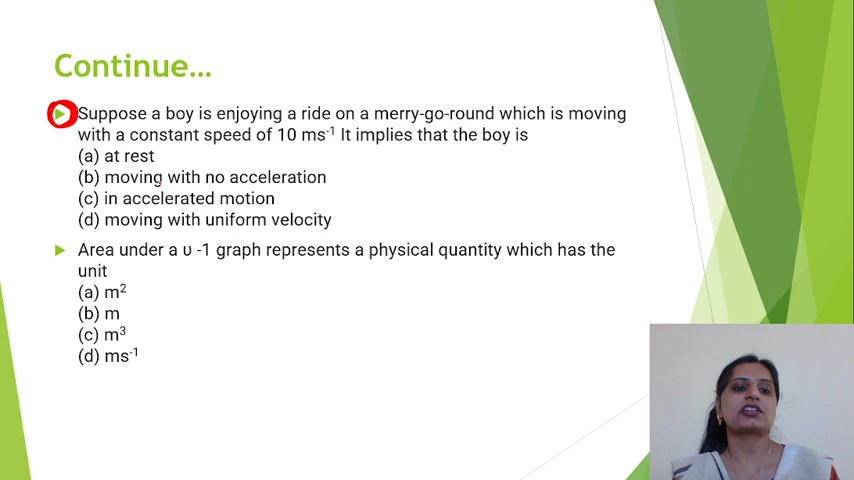 Continue...
Suppose a boy is enjoying a ride on a merry-go-round which is moving
with a constant speed of 10 ms⁻¹ It implies that the boy is
(a) at rest
(b) moving with no acceleration
(c) in accelerated motion
(d) moving with uniform velocity
Area under a υ -1 graph represents a physical quantity which has the
unit
(a) m²
(b) m
(c) m³
(d) ms⁻¹